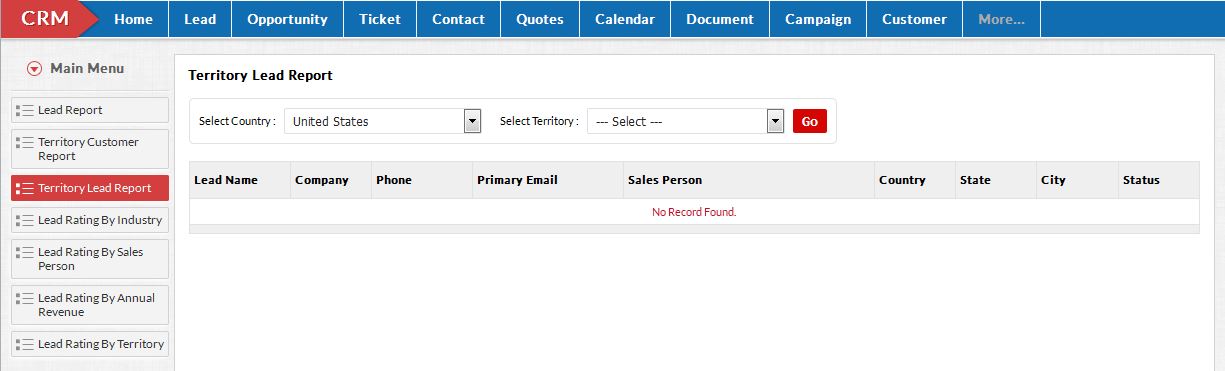 CRM Home Lead Opportunity Ticket Contact Quotes Calendar Document Campaign Customer More...
Main Menu
Lead Report
Territory Customer
Report
Territory Lead Report
Lead Rating By Industry
Lead Rating By Sales
Person
Lead Rating By Annual
Revenue
Lead Rating By Territory
Territory Lead Report
Select Country : United States Select Territory : --- Select --- Go
Lead Name Company Phone Primary Email Sales Person Country State City Status
No Record Found.